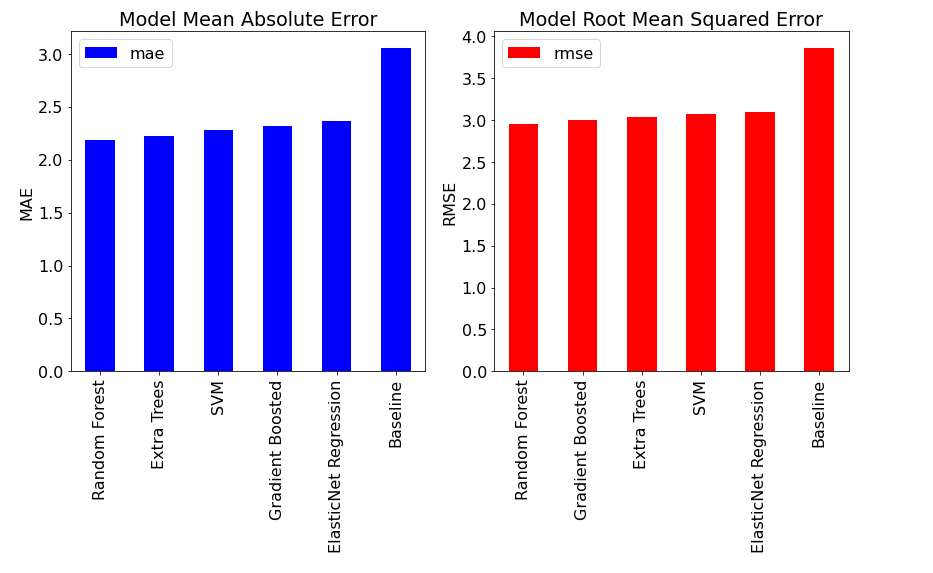 Model Mean Absolute Error
mae
MAE
3.0
2.5
2.0
1.5
1.0
0.5
0.0
Random Forest
Extra Trees
SVM
Gradient Boosted
ElasticNet Regression
Baseline
Model Root Mean Squared Error
rmse
RMSE
4.0
3.5
3.0
2.5
2.0
1.5
1.0
0.5
0.0
Random Forest
Gradient Boosted
Extra Trees
SVM
ElasticNet Regression
Baseline